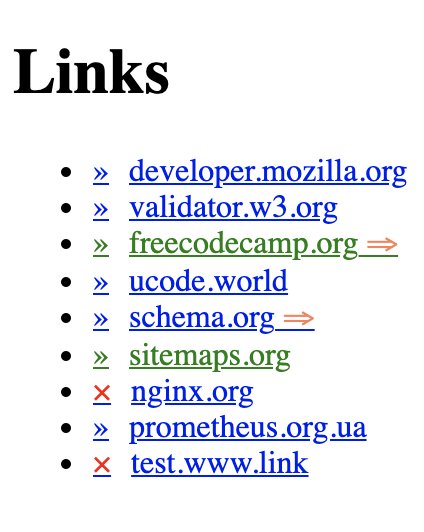 Links
• » developer.mozilla.org
• » validator.w3.org
• » freecodecamp.org ⇒
• » ucode.world
• » schema.org ⇒
• » sitemaps.org
• × nginx.org
• » prometheus.org.ua
• × test.www.link